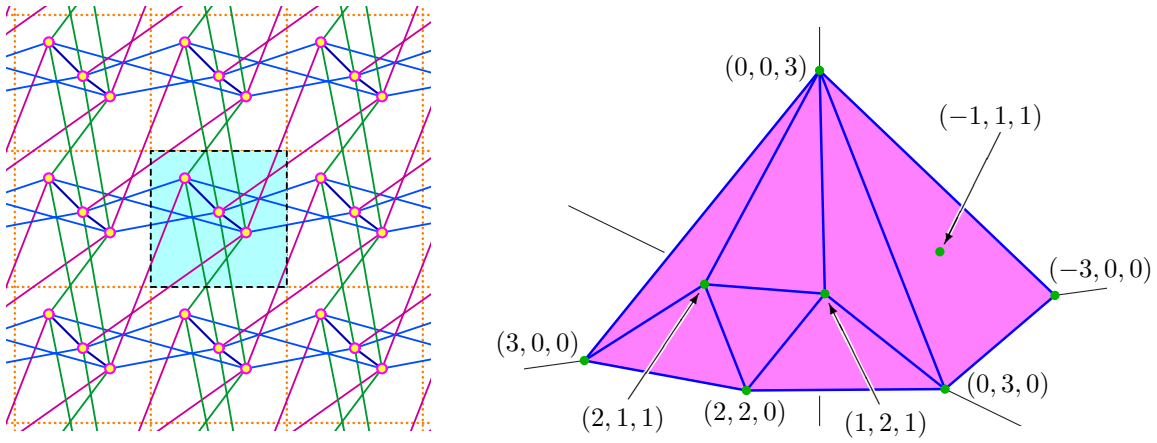 (0, 0, 3)
(−1, 1, 1)
(−3, 0, 0)
(3, 0, 0)
(0, 3, 0)
(2, 1, 1)
(2, 2, 0)
(1, 2, 1)